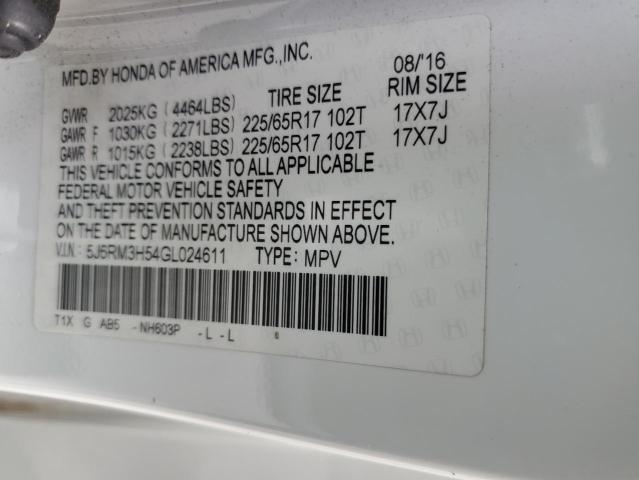 MFD.BY HONDA OF AMERICA MFG.,INC. 08/'16
TIRE SIZE RIM SIZE
GVWR 2025KG (4464LBS)
GAWR F 1030KG (2271LBS) 225/65R17 102T 17X7J
GAWR R 1015KG (2238LBS) 225/65R17 102T 17X7J
THIS VEHICLE CONFORMS TO ALL APPLICABLE
FEDERAL MOTOR VEHICLE SAFETY
AND THEFT PREVENTION STANDARDS IN EFFECT
ON THE DATE OF MANUFACTURE SHOWN ABOVE.
V.I.N: 5J6RM3H54GL024611 TYPE: MPV
T1X G AB5 -NH603P -L -L